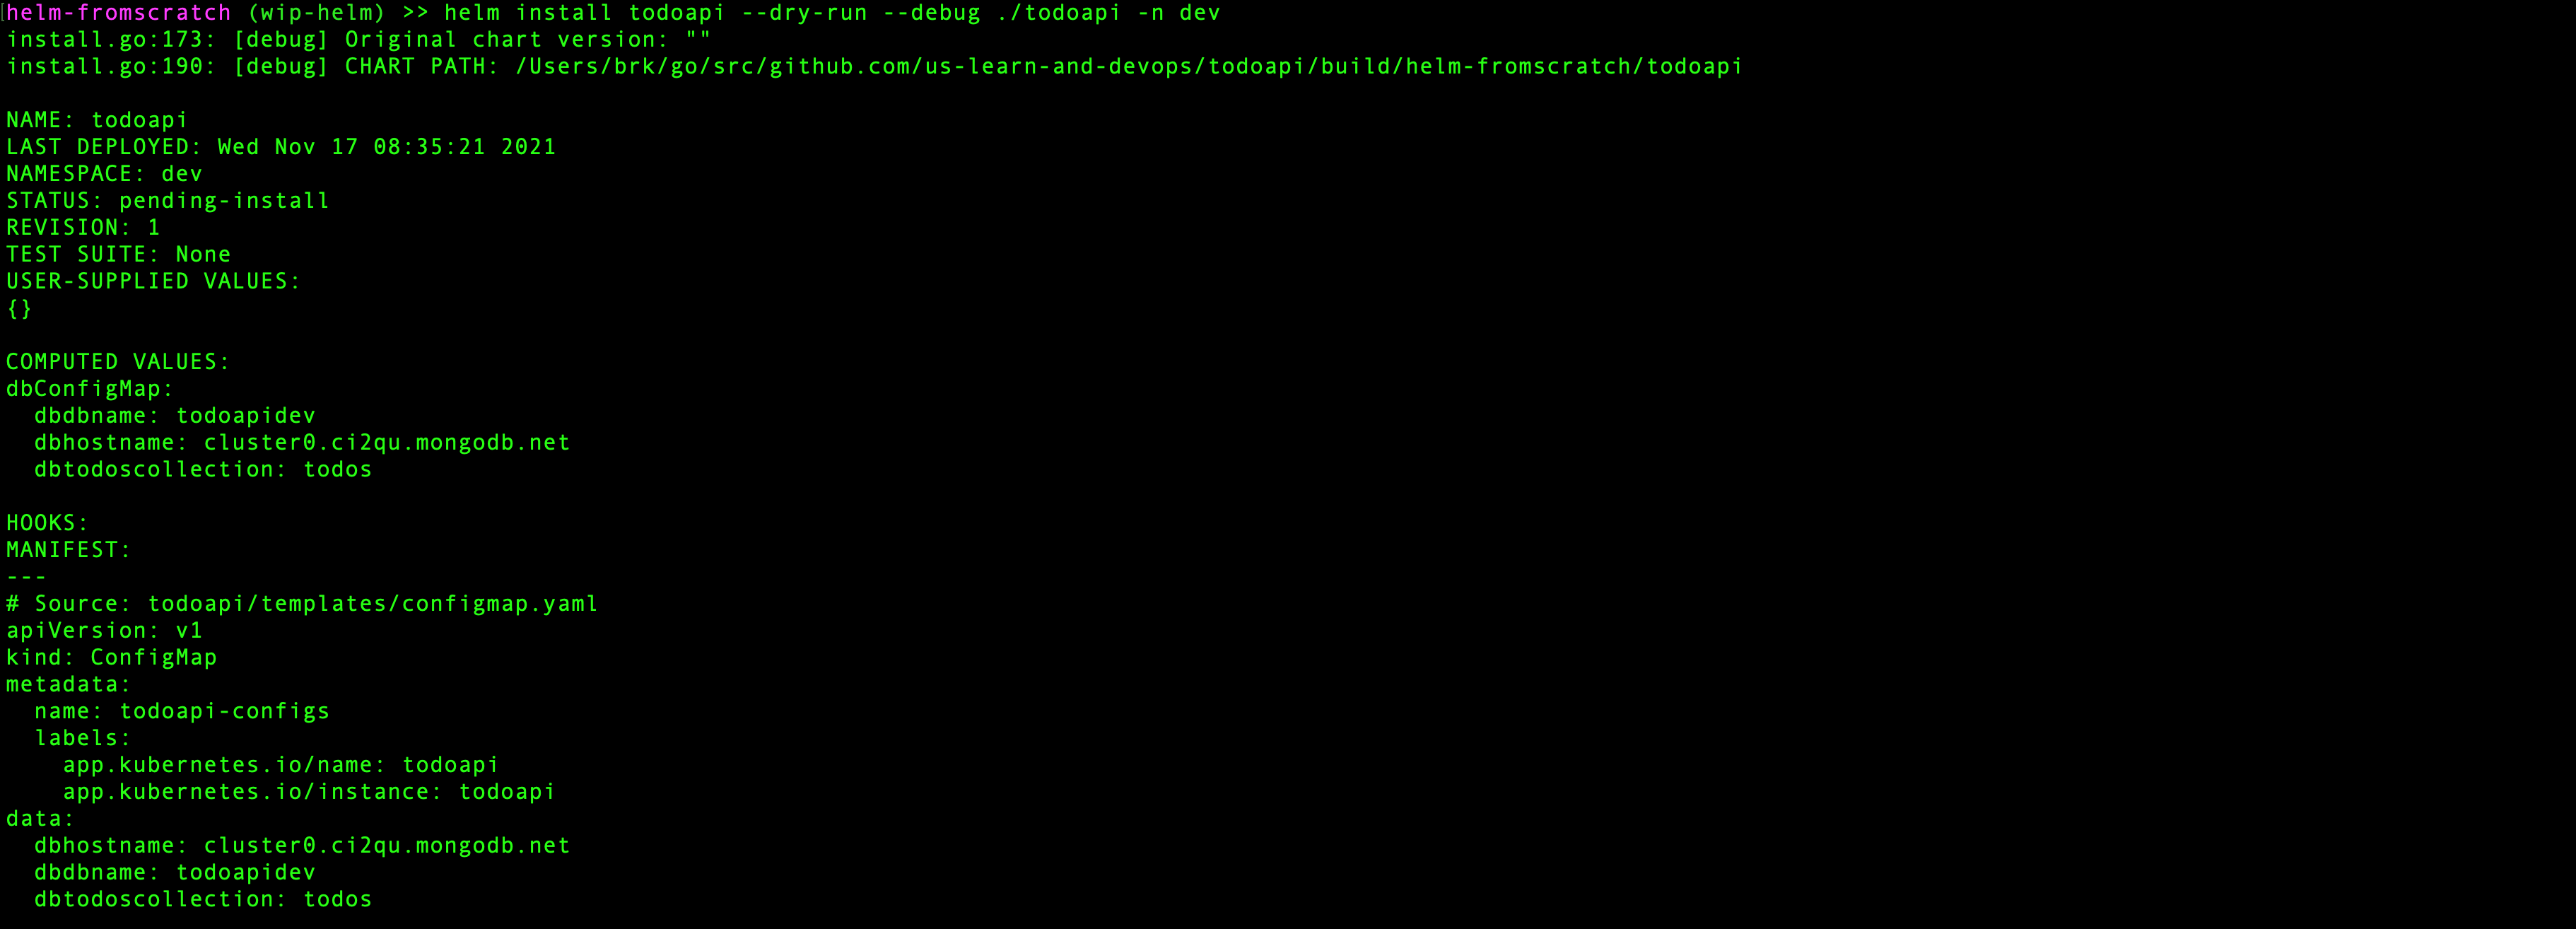 helm-fromscratch (wip-helm) >> helm install todoapi --dry-run --debug ./todoapi -n dev
install.go:173: [debug] Original chart version: ""
install.go:190: [debug] CHART PATH: /Users/brk/go/src/github.com/us-learn-and-devops/todoapi/build/helm-fromscratch/todoapi

NAME: todoapi
LAST DEPLOYED: Wed Nov 17 08:35:21 2021
NAMESPACE: dev
STATUS: pending-install
REVISION: 1
TEST SUITE: None
USER-SUPPLIED VALUES:
{}

COMPUTED VALUES:
dbConfigMap:
  dbdbname: todoapidev
  dbhostname: cluster0.ci2qu.mongodb.net
  dbtodoscollection: todos

HOOKS:
MANIFEST:
---
# Source: todoapi/templates/configmap.yaml
apiVersion: v1
kind: ConfigMap
metadata:
  name: todoapi-configs
  labels:
    app.kubernetes.io/name: todoapi
    app.kubernetes.io/instance: todoapi
data:
  dbhostname: cluster0.ci2qu.mongodb.net
  dbdbname: todoapidev
  dbtodoscollection: todos